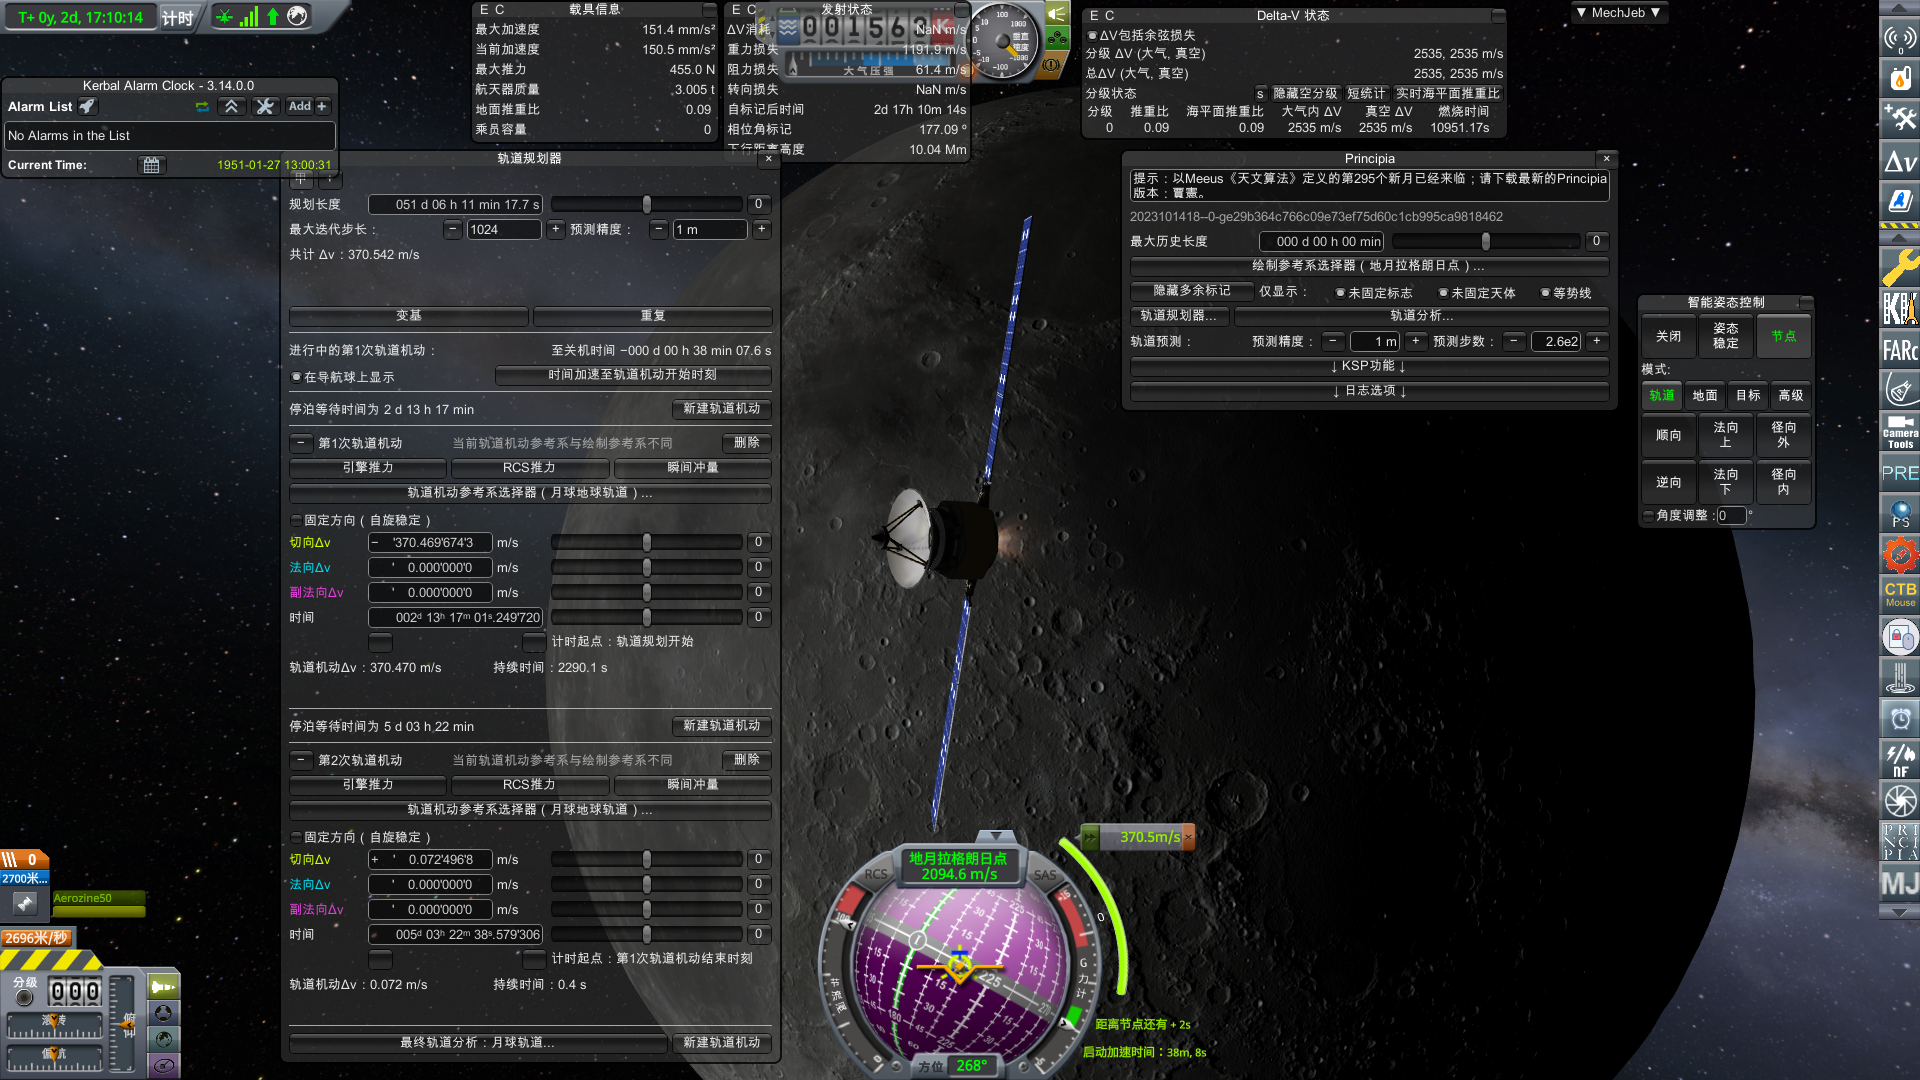 T+ 0y, 2d, 17:10:14
计时
Kerbal Alarm Clock - 3.14.0.0
Alarm List
Add +
No Alarms in the List
Current Time:
1951-01-27 13:00:31
E C 载具信息
最大加速度 151.4 mm/s²
当前加速度 150.5 mm/s²
最大推力 455.0 N
航天器质量 3.005 t
地面推重比 0.09
乘员容量 0
E C 发射状态
ΔV消耗 NaN m/s
重力损失 1191.9 m/s
阻力损失 61.4 m/s
转向损失 NaN m/s
自标记后时间 2d 17h 10m 14s
相位角标记 177.09 °
下行距离高度 10.04 Mm
大气压强
垂直速度
E C Delta-V 状态
ΔV包括余弦损失
分级 ΔV (大气, 真空) 2535, 2535 m/s
总ΔV (大气, 真空) 2535, 2535 m/s
分级状态 s 隐藏空分级 短统计 实时海平面推重比
分级 推重比 海平面推重比 大气内 ΔV 真空 ΔV 燃烧时间
0 0.09 0.09 2535 m/s 2535 m/s 10951.17s
▼ MechJeb ▼
轨道规划器 ×
规划长度 051 d 06 h 11 min 17.7 s 0
最大迭代步长： − 1024 + 预测精度： − 1 m +
共计 Δv : 370.542 m/s
变基 重复
进行中的第1次轨道机动： 至关机时间 −000 d 00 h 38 min 07.6 s
在导航球上显示 时间加速至轨道机动开始时刻
停泊等待时间为 2 d 13 h 17 min 新建轨道机动
− 第1次轨道机动 当前轨道机动参考系与绘制参考系不同 删除
引擎推力 RCS推力 瞬间冲量
轨道机动参考系选择器 ( 月球地球轨道 ) ...
固定方向 ( 自旋稳定 )
切向Δv − '370.469'674'3 m/s 0
法向Δv ' 0.000'000'0 m/s 0
副法向Δv ' 0.000'000'0 m/s 0
时间 002d 13h 17m 01s.249'720 0
计时起点：轨道规划开始
轨道机动Δv : 370.470 m/s 持续时间 : 2290.1 s
停泊等待时间为 5 d 03 h 22 min 新建轨道机动
− 第2次轨道机动 当前轨道机动参考系与绘制参考系不同 删除
引擎推力 RCS推力 瞬间冲量
轨道机动参考系选择器 ( 月球地球轨道 ) ...
固定方向 ( 自旋稳定 )
切向Δv + ' 0.072'496'8 m/s 0
法向Δv ' 0.000'000'0 m/s 0
副法向Δv ' 0.000'000'0 m/s 0
时间 005d 03h 22m 38s.579'306 0
计时起点：第1次轨道机动结束时刻
轨道机动Δv : 0.072 m/s 持续时间 : 0.4 s
最终轨道分析：月球轨道... 新建轨道机动
Principia ×
提示：以Meeus《天文算法》定义的第295个新月已经来临；请下载最新的Principia
版本：賈憲。
2023101418--0-ge29b364c766c09e73ef75d60c1cb995ca9818462
最大历史长度 000 d 00 h 00 min 0
绘制参考系选择器 ( 地月拉格朗日点 ) ...
隐藏多余标记 仅显示： 未固定标志 未固定天体 等势线
轨道规划器... 轨道分析...
轨道预测： 预测精度： − 1 m + 预测步数： − 2.6e2 +
↓ KSP功能 ↓
↓ 日志选项 ↓
智能姿态控制
关闭 姿态稳定 节点
模式:
轨道 地面 目标 高级
顺向 法向上 径向外
逆向 法向下 径向内
角度调整 : 0 °
Δv
FARc
Camera Tools
PRE
PS
CTB
Mouse
NF
PRINCIPIA
MJ
0
2700米...
Aerozine50
2696米/秒
分级
000
滚转
偏航
俯仰
370.5m/s
地月拉格朗日点
2094.6 m/s
RCS
SAS
G力计
方位 268°
距离节点还有 + 2s
启动加速时间：38m, 8s